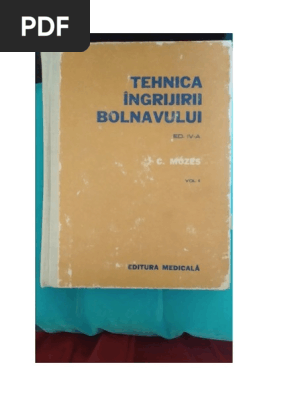 PDF
TEHNICA
ÎNGRIJIRII
BOLNAVULUI
ED. IV-A
C. MOZES
VOL. I
EDITURA MEDICALĂ